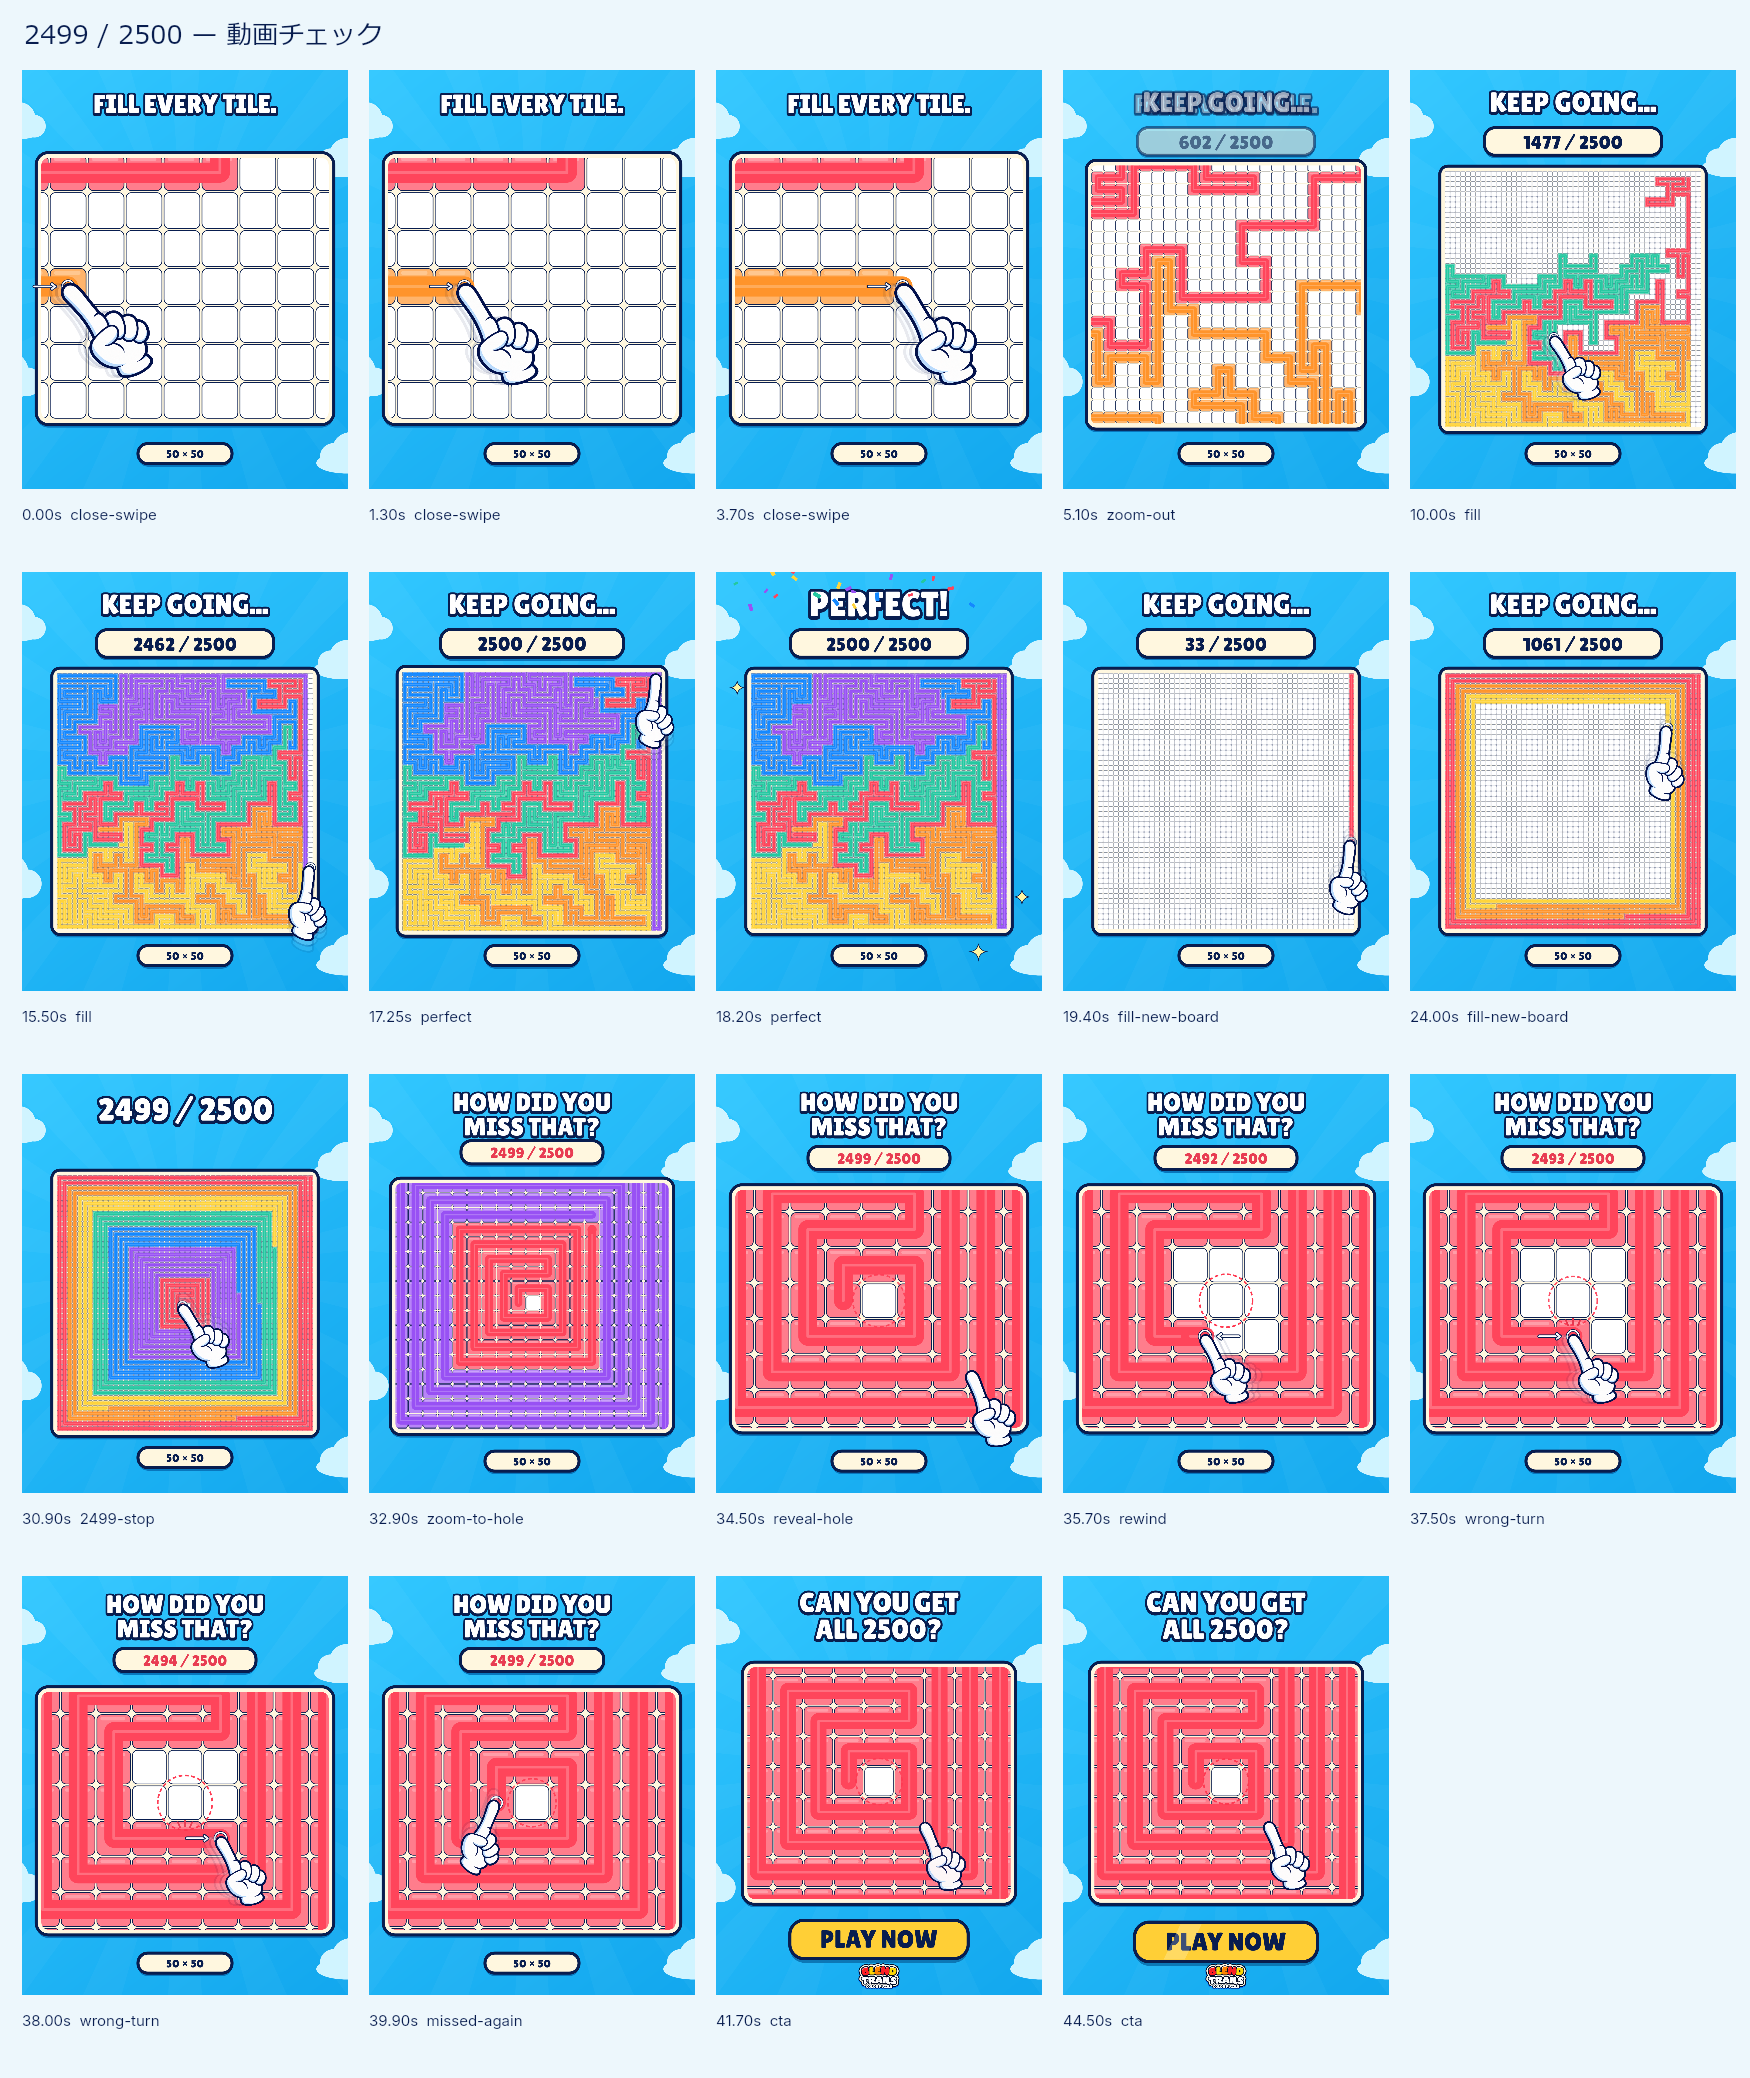 2499 / 2500 — 動画チェック
FILL EVERY TILE.
50 × 50
0.00s close-swipe
FILL EVERY TILE.
50 × 50
1.30s close-swipe
FILL EVERY TILE.
50 × 50
3.70s close-swipe
KEEP GOING...
602 / 2500
50 × 50
5.10s zoom-out
KEEP GOING...
1477 / 2500
50 × 50
10.00s fill
KEEP GOING...
2462 / 2500
50 × 50
15.50s fill
KEEP GOING...
2500 / 2500
50 × 50
17.25s perfect
PERFECT!
2500 / 2500
50 × 50
18.20s perfect
KEEP GOING...
33 / 2500
50 × 50
19.40s fill-new-board
KEEP GOING...
1061 / 2500
50 × 50
24.00s fill-new-board
2499 / 2500
50 × 50
30.90s 2499-stop
HOW DID YOU
MISS THAT?
2499 / 2500
50 × 50
32.90s zoom-to-hole
HOW DID YOU
MISS THAT?
2499 / 2500
50 × 50
34.50s reveal-hole
HOW DID YOU
MISS THAT?
2492 / 2500
50 × 50
35.70s rewind
HOW DID YOU
MISS THAT?
2493 / 2500
50 × 50
37.50s wrong-turn
HOW DID YOU
MISS THAT?
2494 / 2500
50 × 50
38.00s wrong-turn
HOW DID YOU
MISS THAT?
2499 / 2500
50 × 50
39.90s missed-again
CAN YOU GET
ALL 2500?
PLAY NOW
BLEND
TRAILS
41.70s cta
CAN YOU GET
ALL 2500?
PLAY NOW
BLEND
TRAILS
44.50s cta